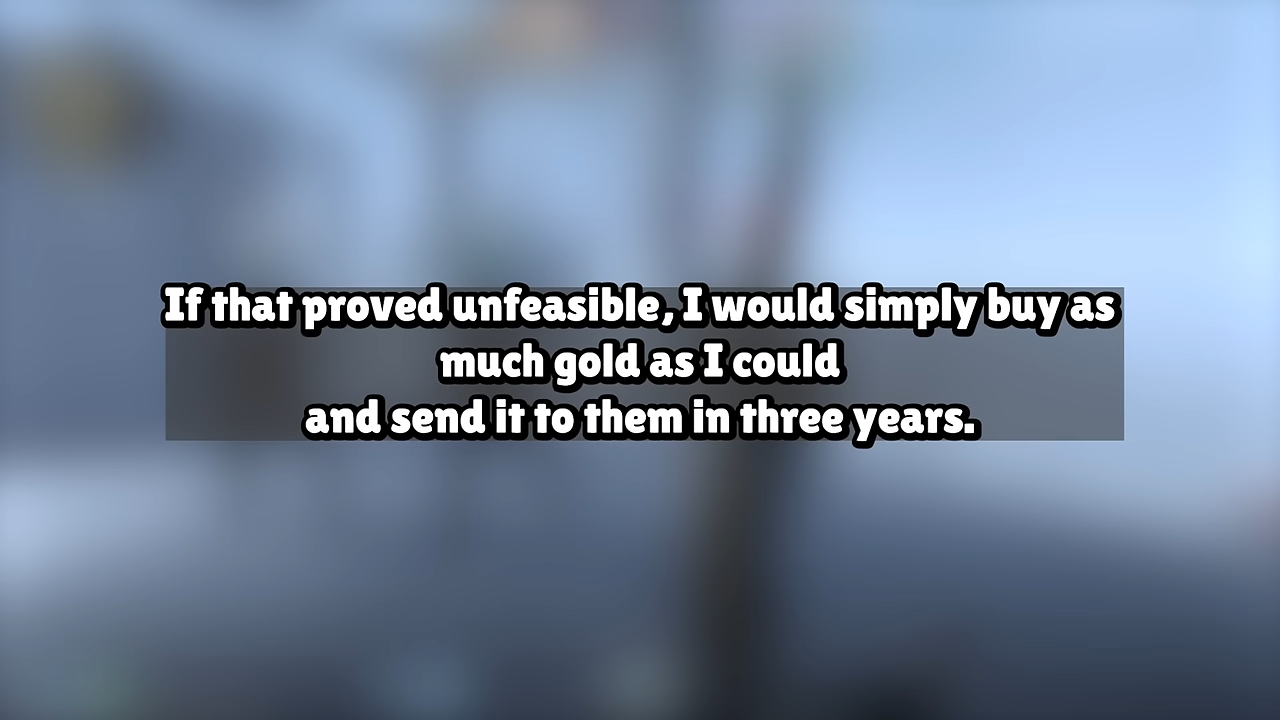 If that proved unfeasible, I would simply buy as
much gold as I could
and send it to them in three years.